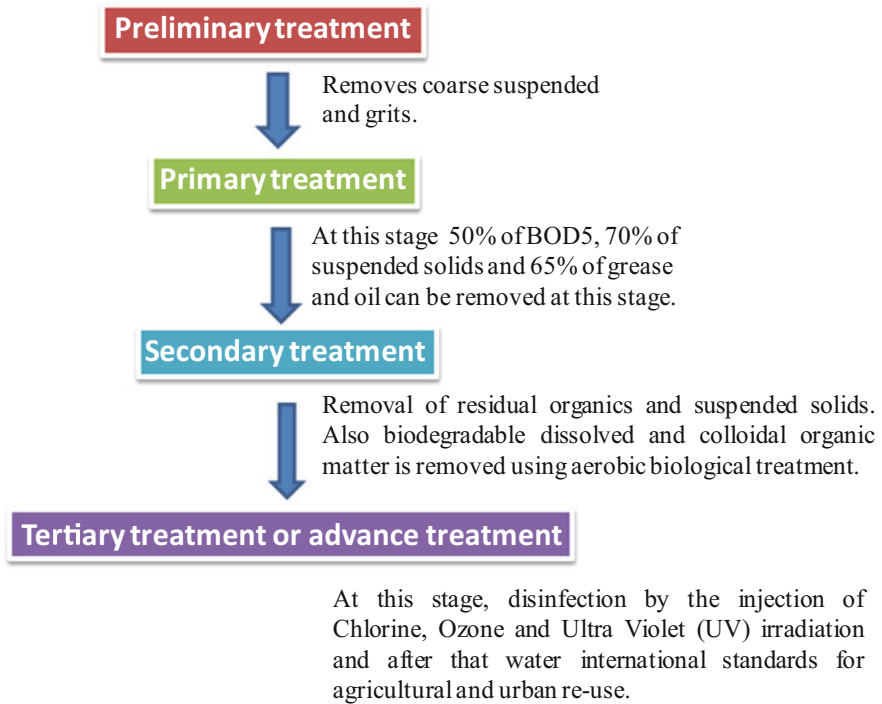 Preliminary treatment
Removes coarse suspended
and grits.
Primary treatment
At this stage 50% of BOD5, 70% of
suspended solids and 65% of grease
and oil can be removed at this stage.
Secondary treatment
Removal of residual organics and suspended solids.
Also biodegradable dissolved and colloidal organic
matter is removed using aerobic biological treatment.
Tertiary treatment or advance treatment
At this stage, disinfection by the injection of
Chlorine, Ozone and Ultra Violet (UV) irradiation
and after that water international standards for
agricultural and urban re-use.